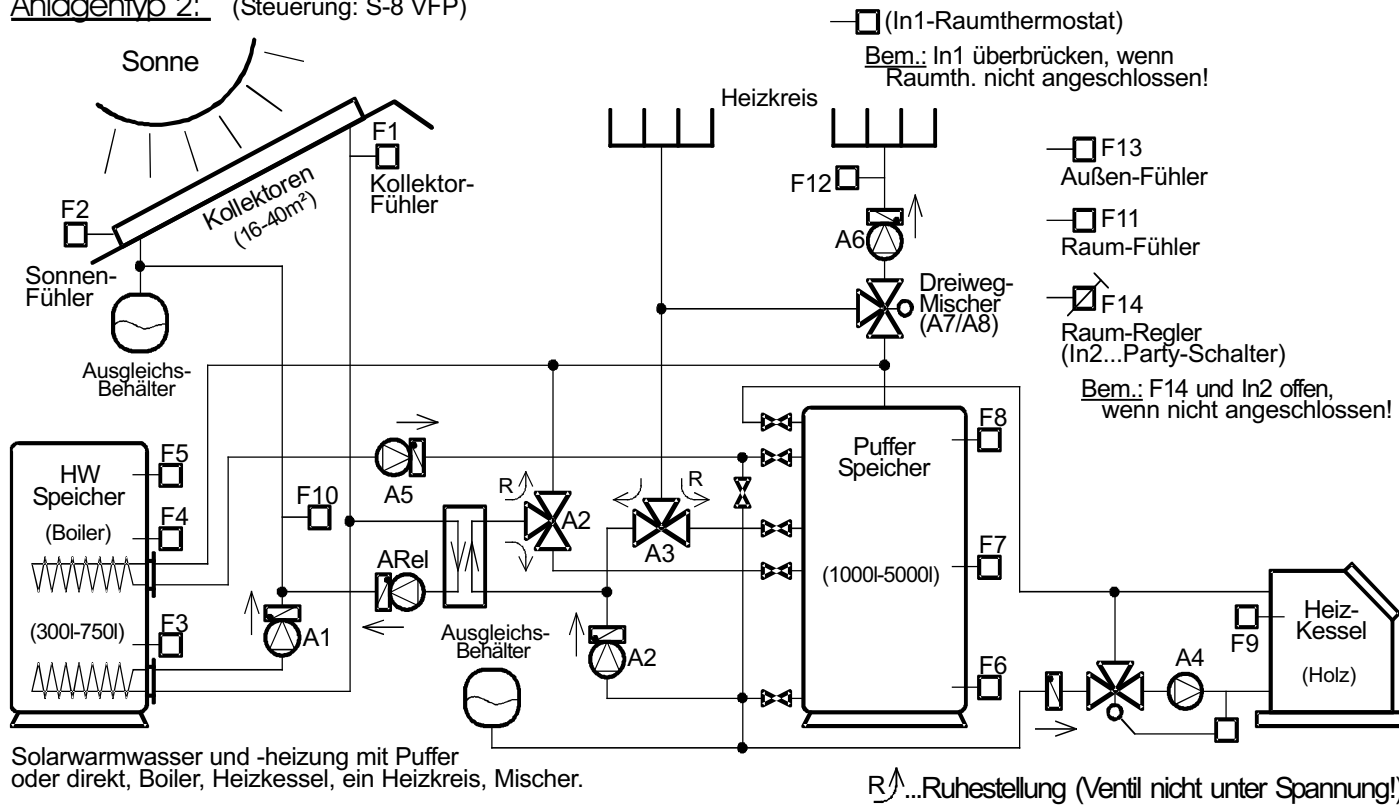 Anlagentyp 2: (Steuerung: S-8 VFP)
(In1-Raumthermostat)
Bem.: In1 überbrücken, wenn
Raumth. nicht angeschlossen!
Sonne
Heizkreis
F1
Kollektor-
Fühler
F2
Kollektoren
(16-40m²)
Sonnen-
Fühler
Ausgleichs-
Behälter
F12
A6
Dreiweg-
Mischer
(A7/A8)
F13
Außen-Fühler
F11
Raum-Fühler
F14
Raum-Regler
(In2...Party-Schalter)
Bem.: F14 und In2 offen,
wenn nicht angeschlossen!
HW
Speicher
(Boiler)
(300l-750l)
F5
F4
F3
F10
A5
R
A2
R
A3
ARel
A1
Ausgleichs-
Behälter
A2
Puffer
Speicher
(1000l-5000l)
F8
F7
F6
F9
A4
Heiz-
Kessel
(Holz)
Solarwarmwasser und -heizung mit Puffer
oder direkt, Boiler, Heizkessel, ein Heizkreis, Mischer.
R...Ruhestellung (Ventil nicht unter Spannung!)